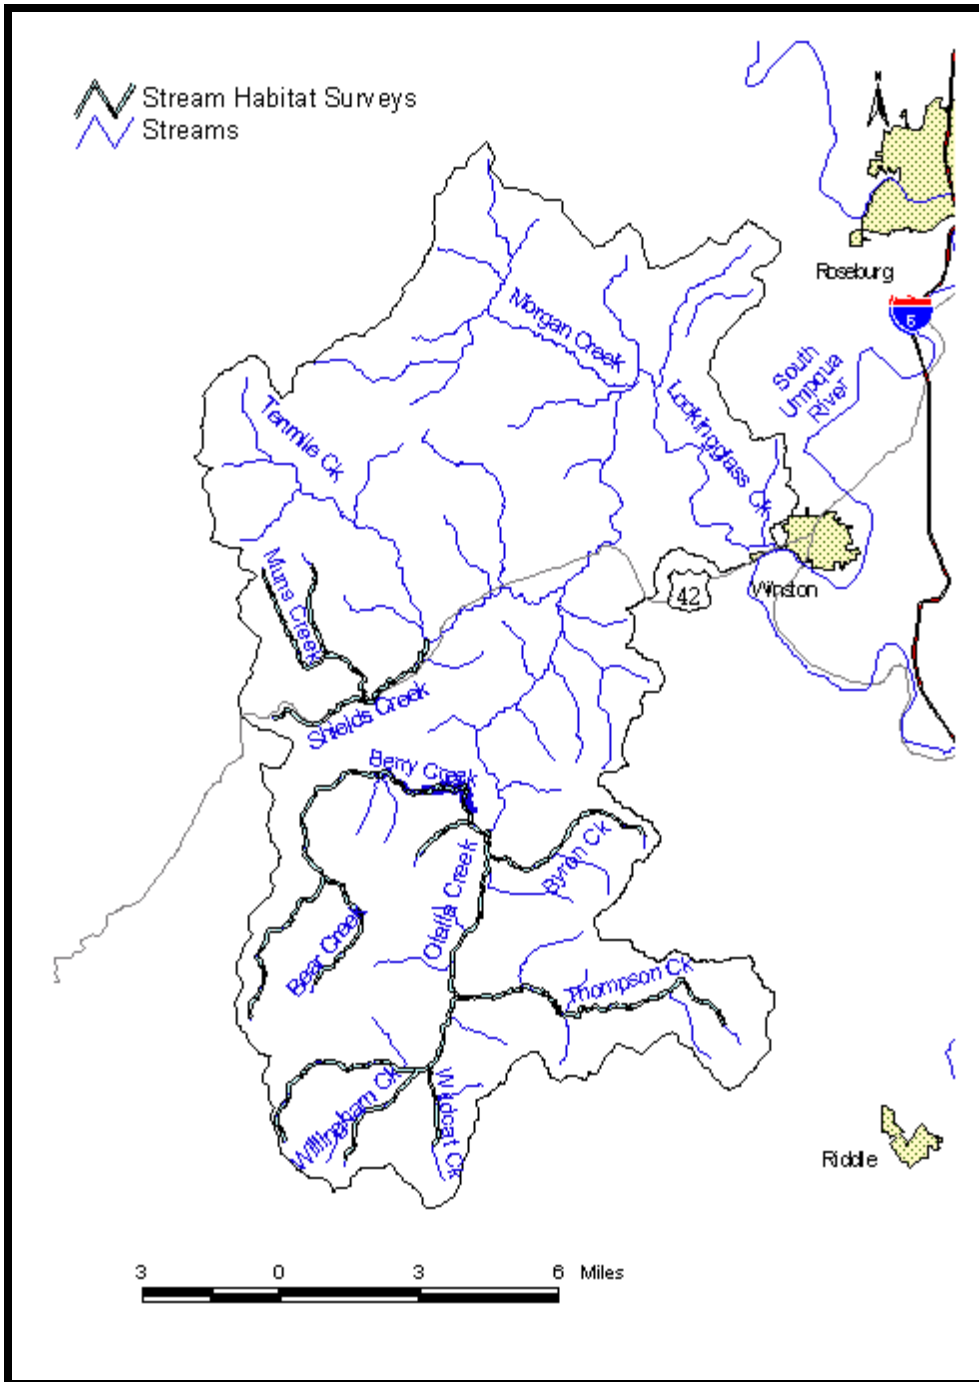 Stream Habitat Surveys
Streams
N
Roseburg
5
Morgan Creek
South
Umpqua
River
Lookingglass Ck
Tenmile Ck
Muns Creek
42
Winston
Shields Creek
Berry Creek
Byron Ck
Olalla Creek
Bear Creek
Thompson Ck
Willingham Ck
Wildcat Ck
Riddle
3 0 3 6 Miles